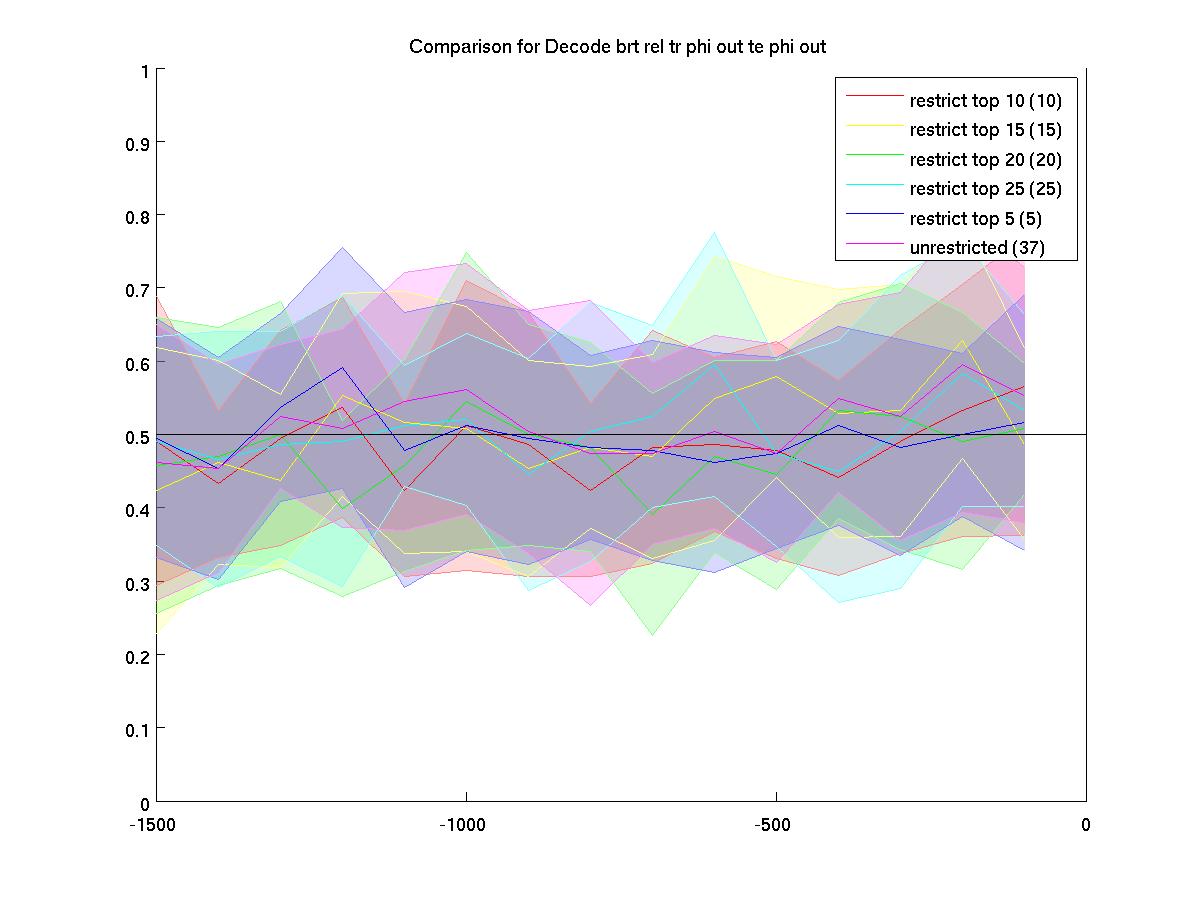 Comparison for Decode brt rel tr phi out te phi out
1
0.9
0.8
0.7
0.6
0.5
0.4
0.3
0.2
0.1
0
-1500
-1000
-500
0
restrict top 10 (10)
restrict top 15 (15)
restrict top 20 (20)
restrict top 25 (25)
restrict top 5 (5)
unrestricted (37)